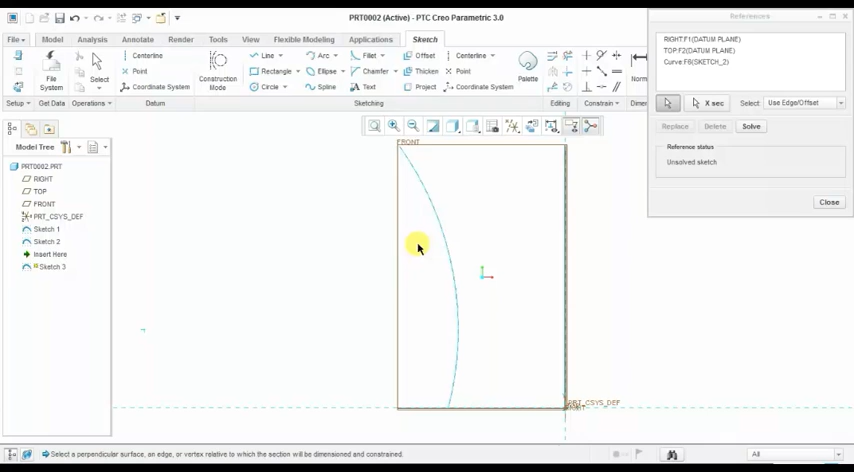 PRT0002 (Active) - PTC Creo Parametric 3.0
File Model Analysis Annotate Render Tools View Flexible Modeling Applications Sketch
File System
Select
Centerline
Point
Coordinate System
Construction Mode
Line Arc Fillet Offset Centerline
Rectangle Ellipse Chamfer Thicken Point
Circle Spline Text Project Coordinate System
Palette
Norm
Setup Get Data Operations Datum Sketching Editing Constrain Dimen
References
RIGHT:F1(DATUM PLANE)
TOP:F2(DATUM PLANE)
Curve:F6(SKETCH_2)
X sec Select Use Edge/Offset
Replace Delete Solve
Reference status
Unsolved sketch
Close
Model Tree
PRT0002.PRT
RIGHT
TOP
FRONT
PRT_CSYS_DEF
Sketch 1
Sketch 2
Insert Here
Sketch 3
FRONT
PRT_CSYS_DEF
Select a perpendicular surface, an edge, or vertex relative to which the section will be dimensioned and constrained.
All